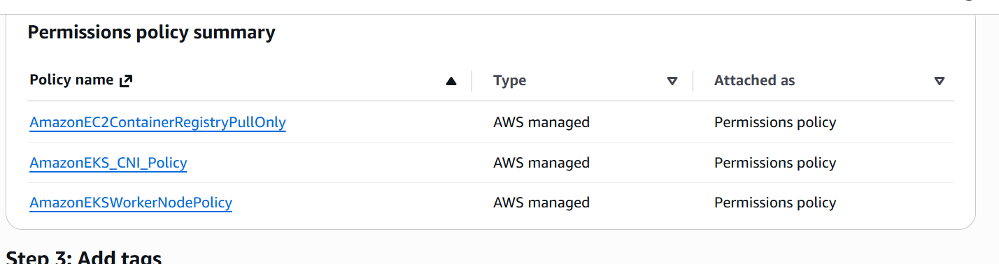 Permissions policy summary
Policy name Type Attached as
AmazonEC2ContainerRegistryPullOnly AWS managed Permissions policy
AmazonEKS_CNI_Policy AWS managed Permissions policy
AmazonEKSWorkerNodePolicy AWS managed Permissions policy
Step 3: Add tags